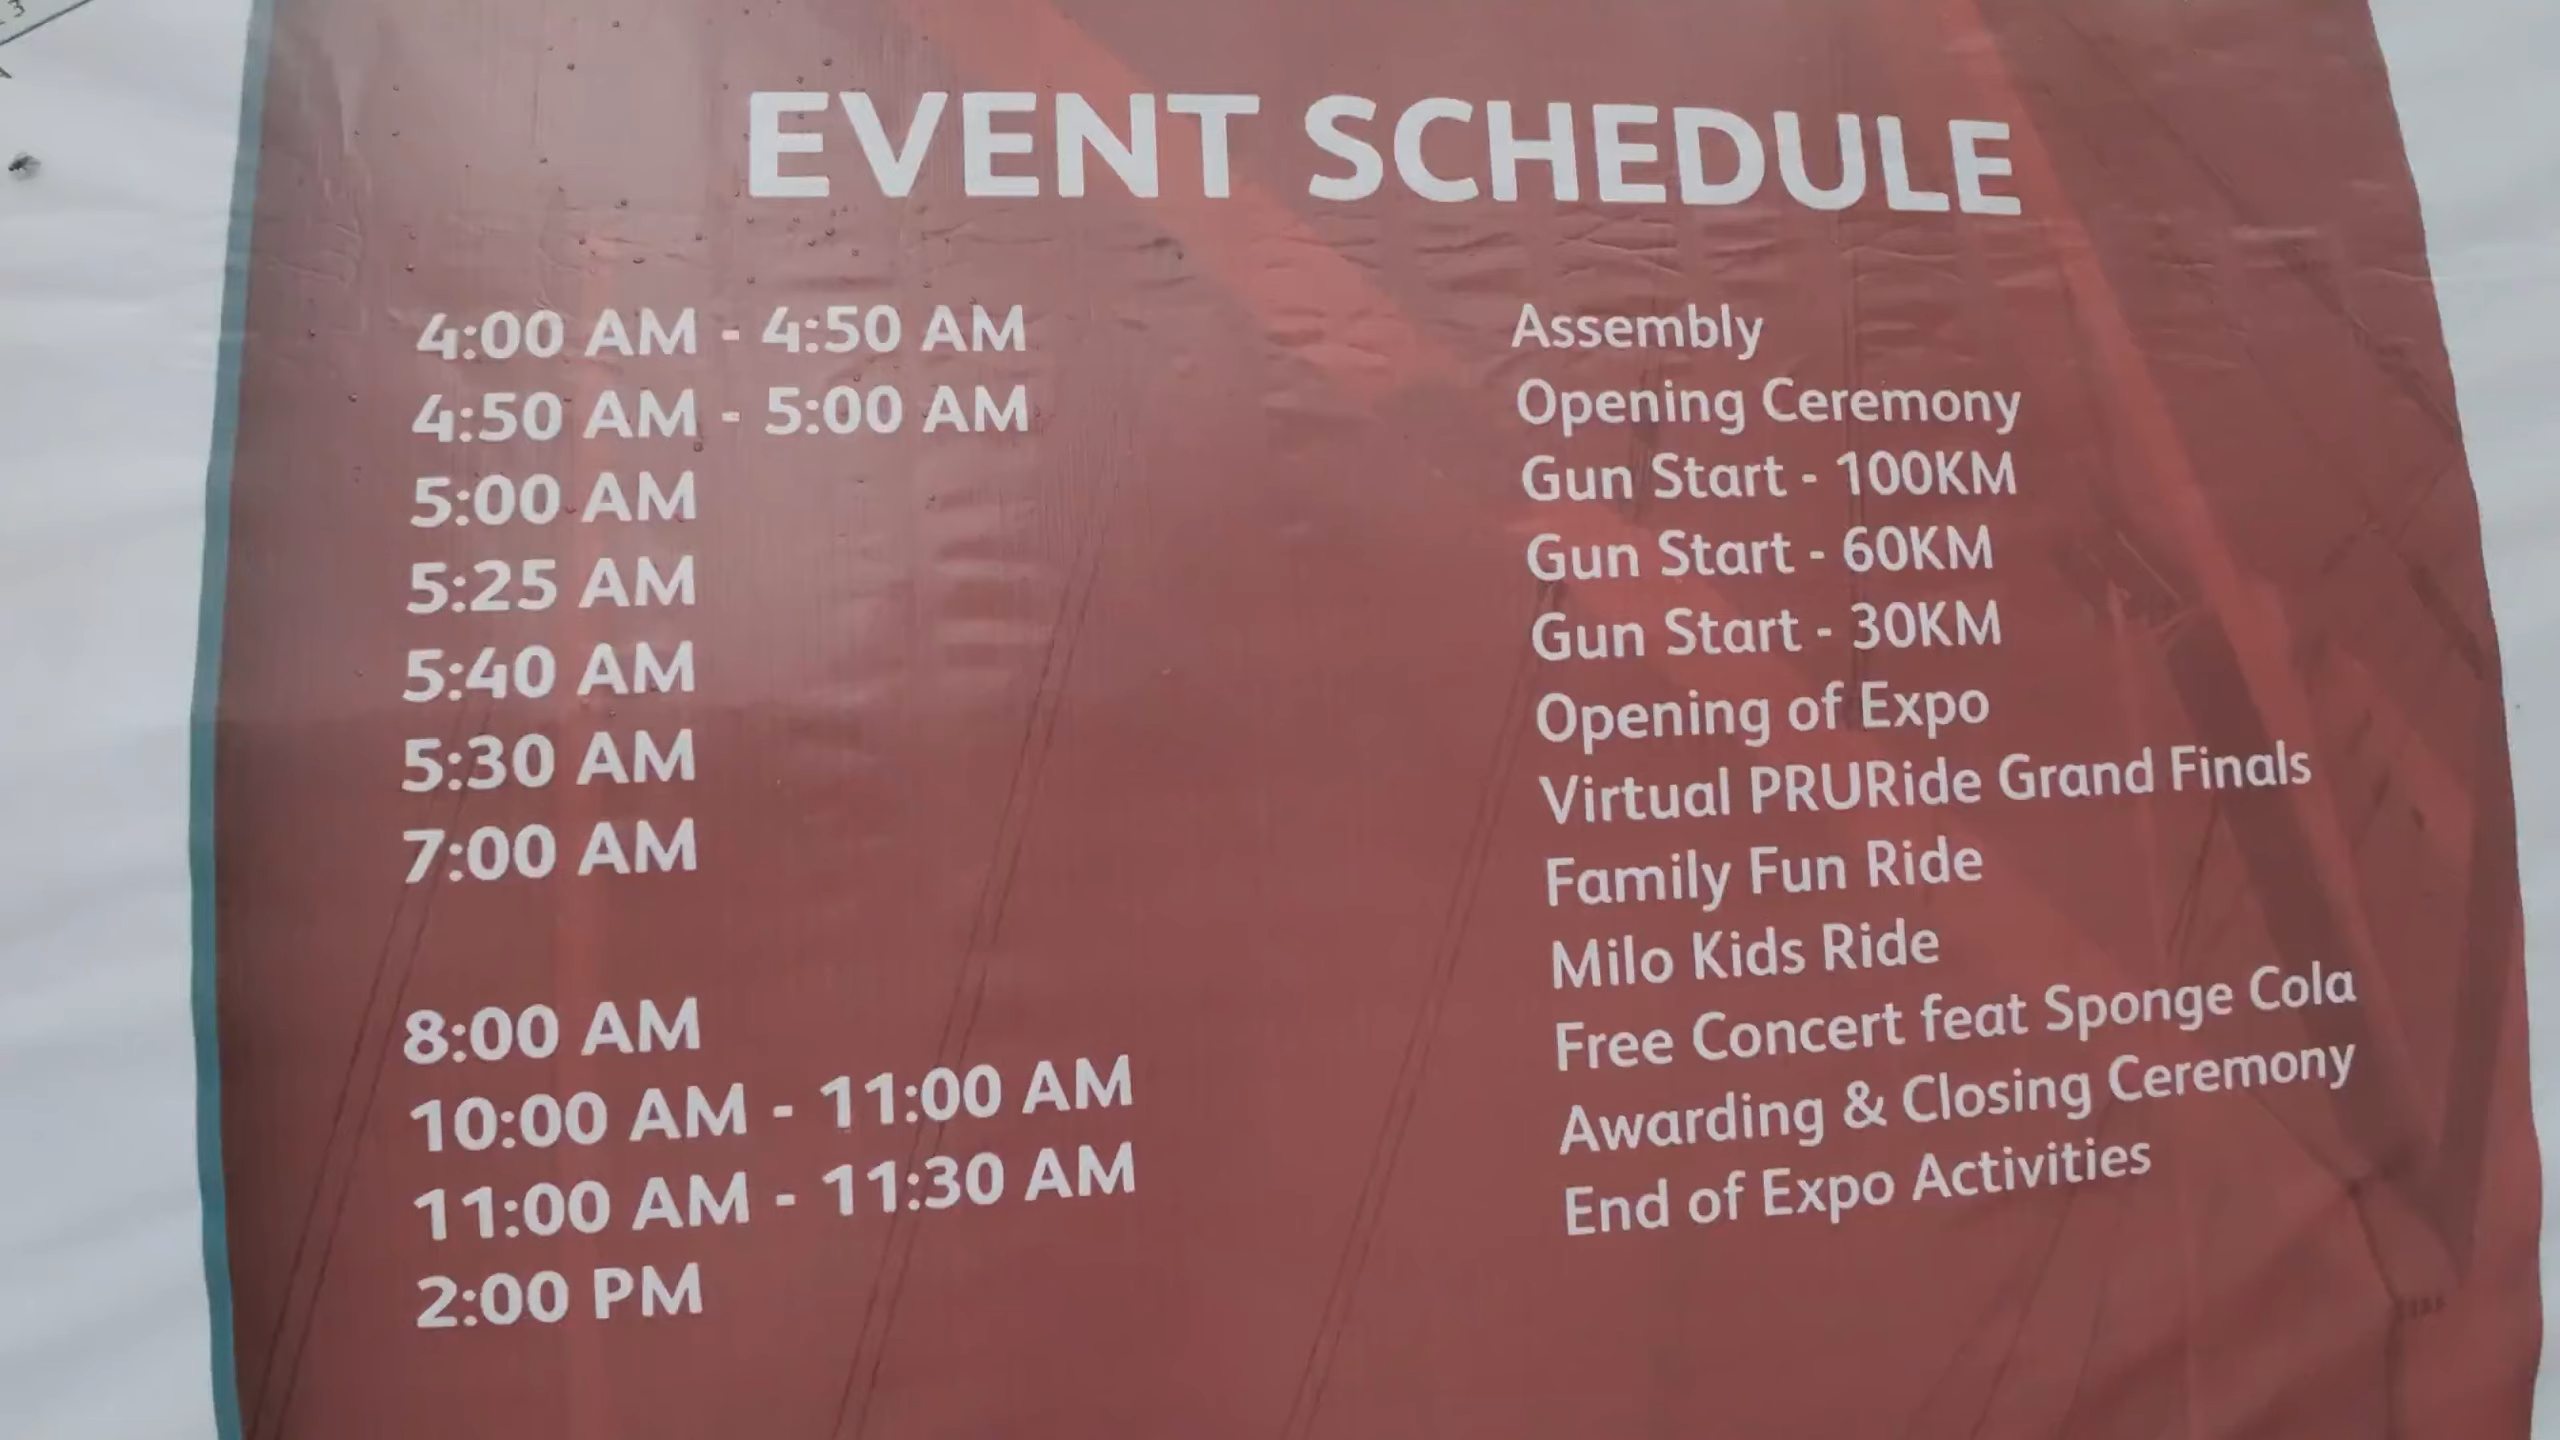 EVENT SCHEDULE
4:00 AM - 4:50 AM Assembly
4:50 AM - 5:00 AM Opening Ceremony
5:00 AM Gun Start - 100KM
5:25 AM Gun Start - 60KM
5:40 AM Gun Start - 30KM
5:30 AM Opening of Expo
7:00 AM Virtual PRURide Grand Finals
Family Fun Ride
8:00 AM Milo Kids Ride
10:00 AM - 11:00 AM Free Concert feat Sponge Cola
11:00 AM - 11:30 AM Awarding & Closing Ceremony
2:00 PM End of Expo Activities